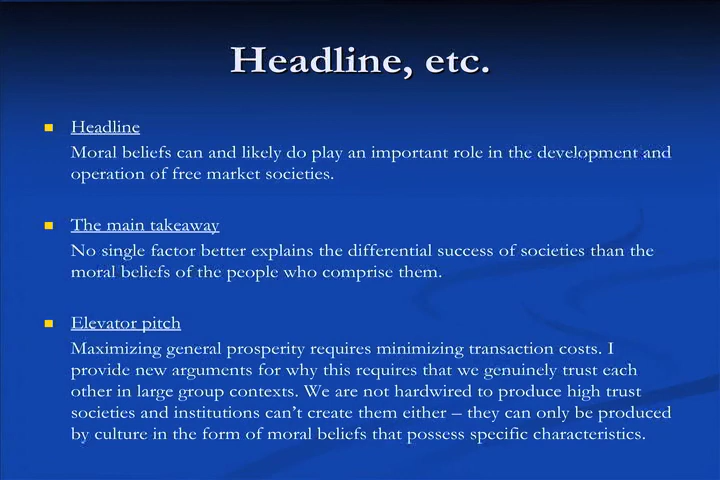 Headline, etc.
Headline
Moral beliefs can and likely do play an important role in the development and
operation of free market societies.
The main takeaway
No single factor better explains the differential success of societies than the
moral beliefs of the people who comprise them.
Elevator pitch
Maximizing general prosperity requires minimizing transaction costs. I
provide new arguments for why this requires that we genuinely trust each
other in large group contexts. We are not hardwired to produce high trust
societies and institutions can’t create them either – they can only be produced
by culture in the form of moral beliefs that possess specific characteristics.